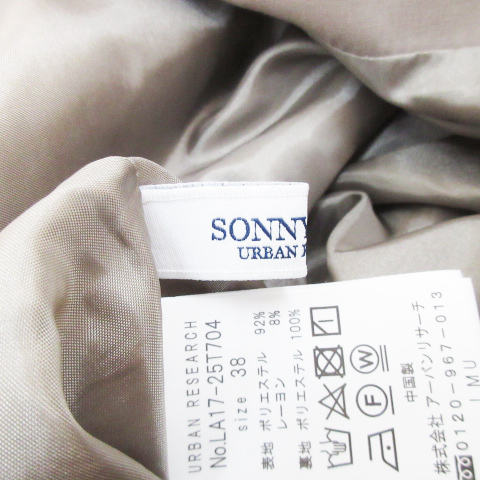 SONNY
URBAN
URBAN RESEARCH
No.LA17-25T704
size 38
表地 ポリエステル 92%
レーヨン 8%
裏地 ポリエステル 100%
中国製
株式会社 アーバンリサーチ
0120-967-013
IMU